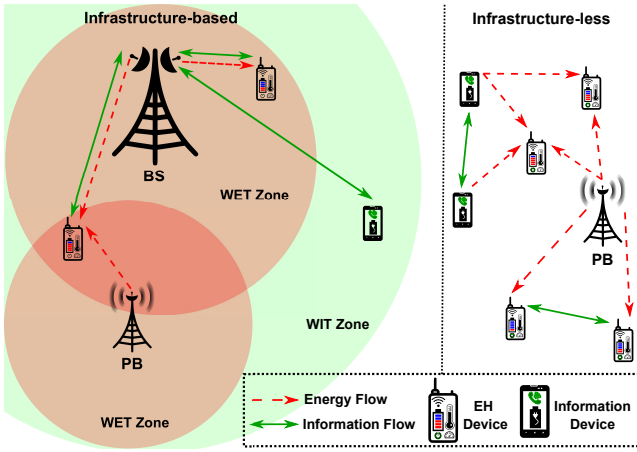 Infrastructure-based
BS
WET Zone
WIT Zone
PB
WET Zone
Infrastructure-less
PB
Energy Flow
Information Flow
EH
Device
Information
Device